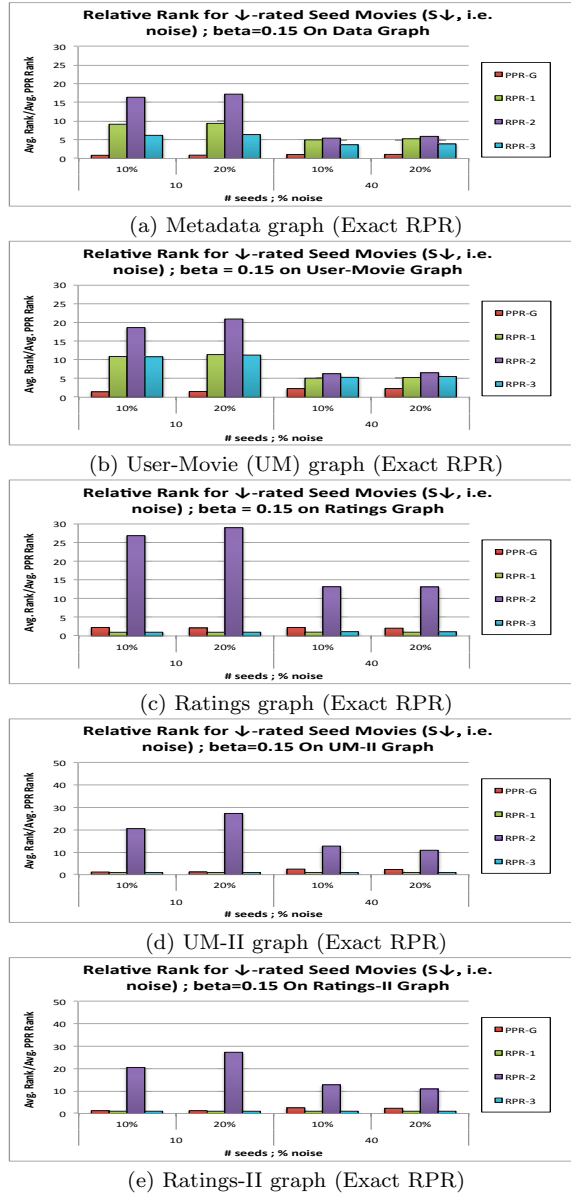 Relative Rank for ↓-rated Seed Movies (S↓, i.e.
noise) ; beta=0.15 On Data Graph
Avg. Rank/Avg. PPR Rank
30
25
20
15
10
5
0
10%
20%
10%
20%
10
40
# seeds ; % noise
PPR-G
RPR-1
RPR-2
RPR-3
(a) Metadata graph (Exact RPR)
Relative Rank for ↓-rated Seed Movies (S↓, i.e.
noise) ; beta = 0.15 on User-Movie Graph
Avg. Rank/Avg. PPR Rank
30
25
20
15
10
5
0
10%
20%
10%
20%
10
40
# seeds ; % noise
PPR-G
RPR-1
RPR-2
RPR-3
(b) User-Movie (UM) graph (Exact RPR)
Relative Rank for ↓-rated Seed Movies (S↓, i.e.
noise) ; beta = 0.15 on Ratings Graph
Avg. Rank/Avg. PPR Rank
30
25
20
15
10
5
0
10%
20%
10%
20%
10
40
# seeds ; % noise
PPR-G
RPR-1
RPR-2
RPR-3
(c) Ratings graph (Exact RPR)
Relative Rank for ↓-rated Seed Movies (S↓, i.e.
noise) ; beta=0.15 On UM-II Graph
Avg. Rank/Avg. PPR Rank
50
40
30
20
10
0
10%
20%
10%
20%
10
40
# seeds ; % noise
PPR-G
RPR-1
RPR-2
RPR-3
(d) UM-II graph (Exact RPR)
Relative Rank for ↓-rated Seed Movies (S↓, i.e.
noise) ; beta=0.15 On Ratings-II Graph
Avg. Rank/Avg. PPR Rank
50
40
30
20
10
0
10%
20%
10%
20%
10
40
# seeds ; % noise
PPR-G
RPR-1
RPR-2
RPR-3
(e) Ratings-II graph (Exact RPR)